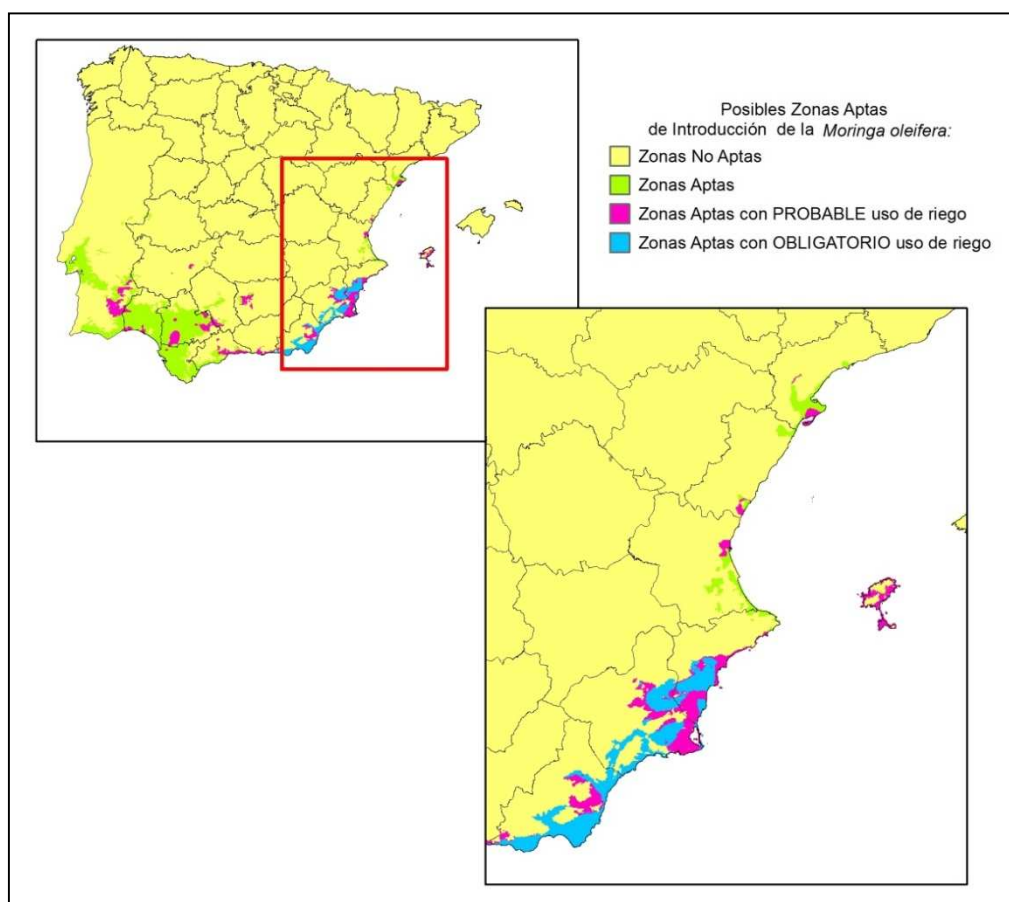 Posibles Zonas Aptas
de Introducción de la Moringa oleifera:
Zonas No Aptas
Zonas Aptas
Zonas Aptas con PROBABLE uso de riego
Zonas Aptas con OBLIGATORIO uso de riego